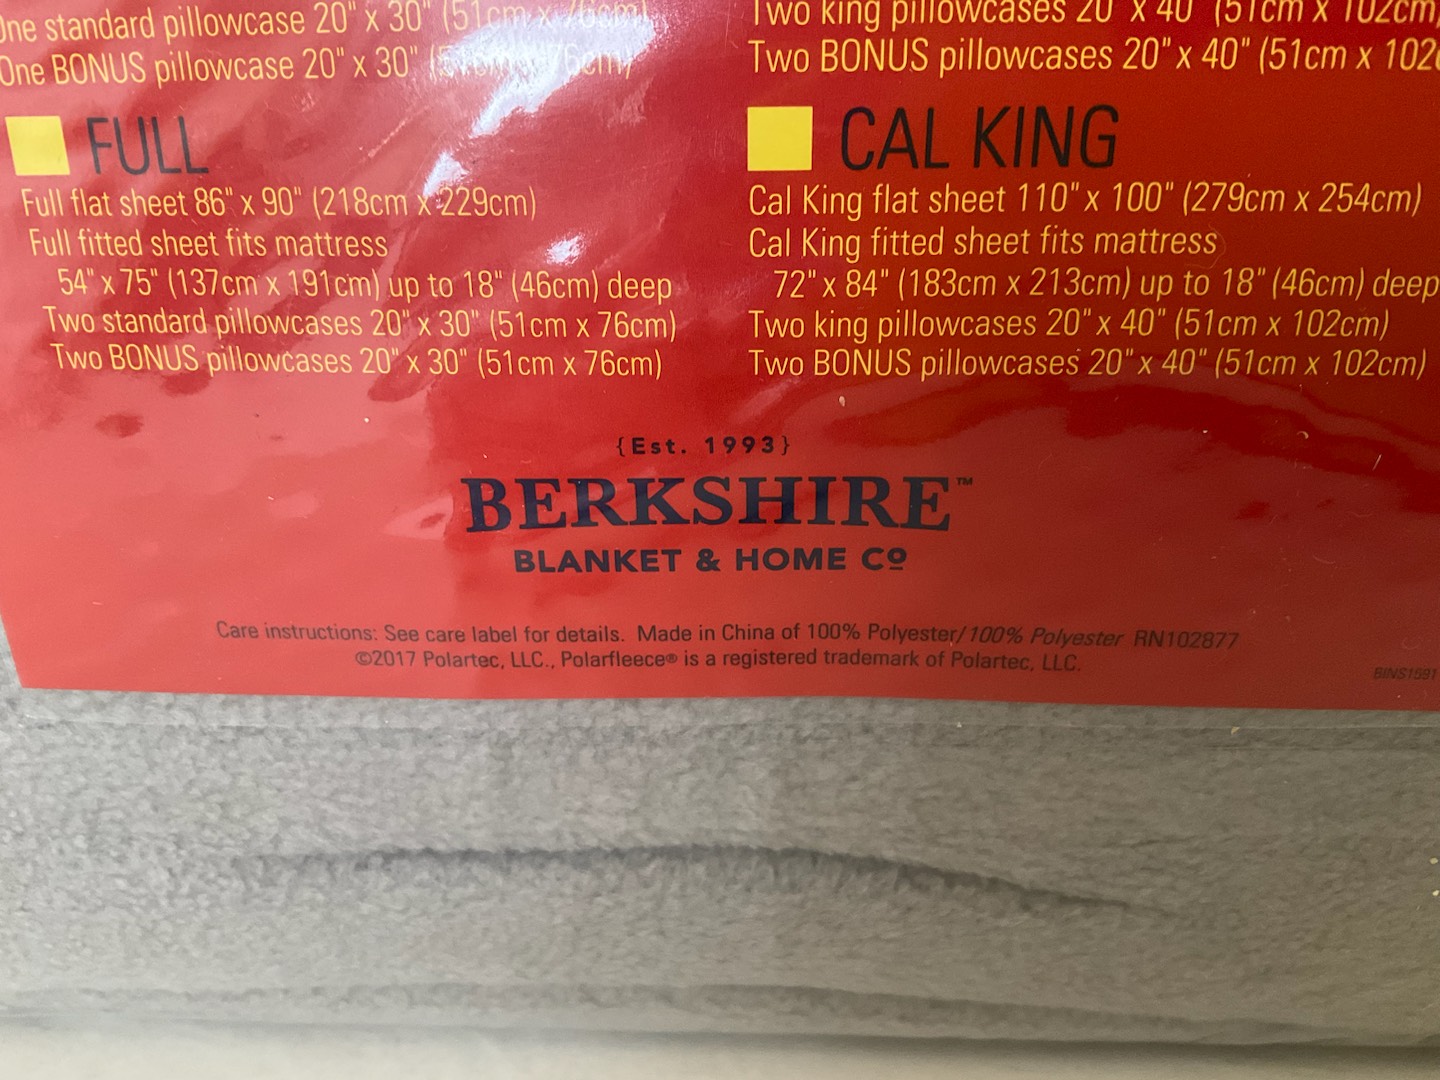 One standard pillowcase 20" x 30" (51cm x 76cm)
One BONUS pillowcase 20" x 30" (51cm x 76cm)
FULL
Full flat sheet 86" x 90" (218cm x 229cm)
Full fitted sheet fits mattress
54" x 75" (137cm x 191cm) up to 18" (46cm) deep
Two standard pillowcases 20" x 30" (51cm x 76cm)
Two BONUS pillowcases 20" x 30" (51cm x 76cm)
Two king pillowcases 20" x 40" (51cm x 102cm)
Two BONUS pillowcases 20" x 40" (51cm x 102c
CAL KING
Cal King flat sheet 110" x 100" (279cm x 254cm)
Cal King fitted sheet fits mattress
72" x 84" (183cm x 213cm) up to 18" (46cm) deep
Two king pillowcases 20" x 40" (51cm x 102cm)
Two BONUS pillowcases 20" x 40" (51cm x 102cm)
{Est. 1993}
BERKSHIRE™
BLANKET & HOME Cº
Care instructions: See care label for details. Made in China of 100% Polyester/100% Polyester RN102877
©2017 Polartec, LLC., Polarfleece® is a registered trademark of Polartec, LLC.
BINS1591